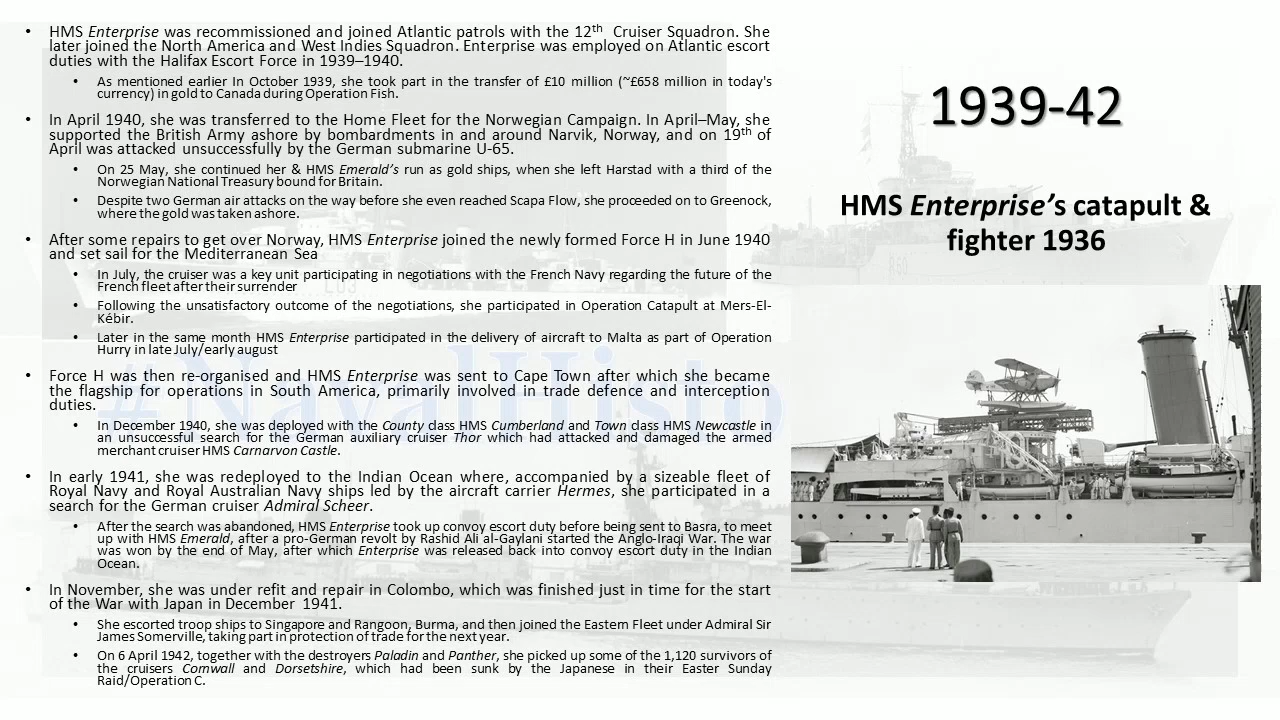 • HMS Enterprise was recommissioned and joined Atlantic patrols with the 12th Cruiser Squadron. She
later joined the North America and West Indies Squadron. Enterprise was employed on Atlantic escort
duties with the Halifax Escort Force in 1939–1940.
• As mentioned earlier In October 1939, she took part in the transfer of £10 million (~£658 million in today's
currency) in gold to Canada during Operation Fish.
• In April 1940, she was transferred to the Home Fleet for the Norwegian Campaign. In April–May, she
supported the British Army ashore by bombardments in and around Narvik, Norway, and on 19th of
April was attacked unsuccessfully by the German submarine U-65.
• On 25 May, she continued her & HMS Emerald's run as gold ships, when she left Harstad with a third of the
Norwegian National Treasury bound for Britain.
• Despite two German air attacks on the way before she even reached Scapa Flow, she proceeded on to Greenock,
where the gold was taken ashore.
• After some repairs to get over Norway, HMS Enterprise joined the newly formed Force H in June 1940
and set sail for the Mediterranean Sea
• In July, the cruiser was a key unit participating in negotiations with the French Navy regarding the future of the
French fleet after their surrender
• Following the unsatisfactory outcome of the negotiations, she participated in Operation Catapult at Mers-El-
Kébir.
• Later in the same month HMS Enterprise participated in the delivery of aircraft to Malta as part of Operation
Hurry in late July/early august
• Force H was then re-organised and HMS Enterprise was sent to Cape Town after which she became
the flagship for operations in South America, primarily involved in trade defence and interception
duties.
• In December 1940, she was deployed with the County class HMS Cumberland and Town class HMS Newcastle in
an unsuccessful search for the German auxiliary cruiser Thor which had attacked and damaged the armed
merchant cruiser HMS Carnarvon Castle.
• In early 1941, she was redeployed to the Indian Ocean where, accompanied by a sizeable fleet of
Royal Navy and Royal Australian Navy ships led by the aircraft carrier Hermes, she participated in a
search for the German cruiser Admiral Scheer.
• After the search was abandoned, HMS Enterprise took up convoy escort duty before being sent to Basra, to meet
up with HMS Emerald, after a pro-German revolt by Rashid Ali al-Gaylani started the Anglo-Iraqi War. The war
was won by the end of May, after which Enterprise was released back into convoy escort duty in the Indian
Ocean.
• In November, she was under refit and repair in Colombo, which was finished just in time for the start
of the War with Japan in December 1941.
• She escorted troop ships to Singapore and Rangoon, Burma, and then joined the Eastern Fleet under Admiral Sir
James Somerville, taking part in protection of trade for the next year.
• On 6 April 1942, together with the destroyers Paladin and Panther, she picked up some of the 1,120 survivors of
the cruisers Cornwall and Dorsetshire, which had been sunk by the Japanese in their Easter Sunday
Raid/Operation C.
1939-42
HMS Enterprise's catapult &
fighter 1936
#NavalHisto